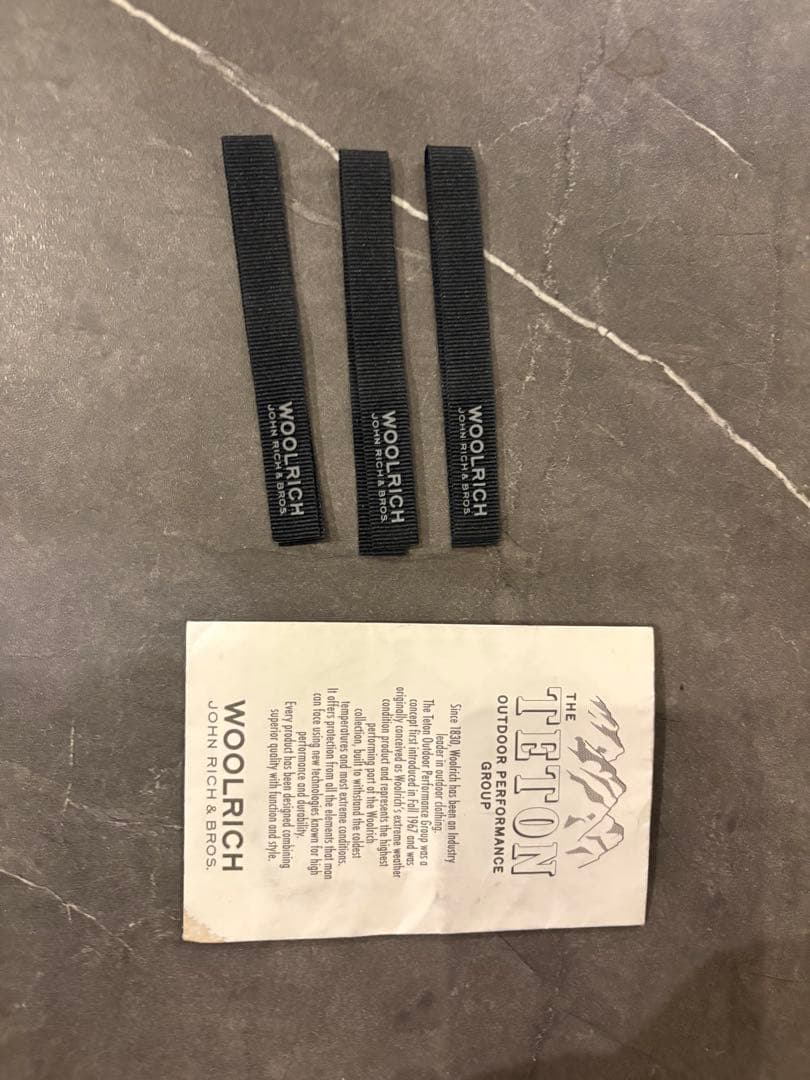 WOOLRICH
JOHN RICH & BROS.
WOOLRICH
JOHN RICH & BROS.
WOOLRICH
JOHN RICH & BROS.
THE
TETON
OUTDOOR PERFORMANCE
GROUP
Since 1830, Woolrich has been an Industry
leader in outdoor clothing.
The Teton Outdoor Performance Group was a
concept first introduced in Fall 1967 and was
originally conceived as Woolrich's extreme weather
condition product and represents the highest
performing part of the Woolrich
collection, built to withstand the coldest
temperatures and most extreme conditions.
It offers protection from all the elements that man
can face using new technologies known for high
performance and durability.
Every product has been designed combining
superior quality with function and style.
WOOLRICH
JOHN RICH & BROS.